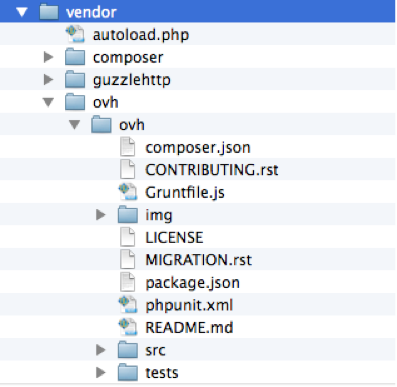 vendor
autoload.php
composer
guzzlehttp
ovh
ovh
composer.json
CONTRIBUTING.rst
Gruntfile.js
img
LICENSE
MIGRATION.rst
package.json
phpunit.xml
README.md
src
tests